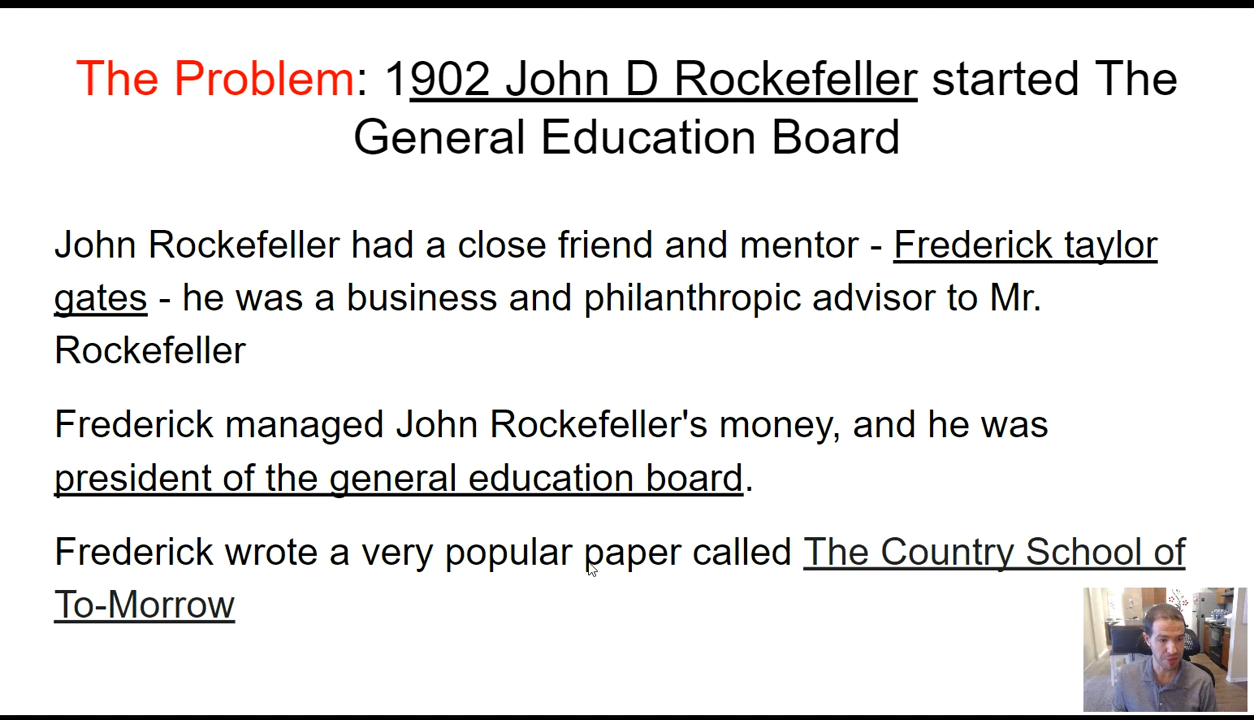 The Problem: 1902 John D Rockefeller started The
General Education Board
John Rockefeller had a close friend and mentor - Frederick taylor
gates - he was a business and philanthropic advisor to Mr.
Rockefeller
Frederick managed John Rockefeller's money, and he was
president of the general education board.
Frederick wrote a very popular paper called The Country School of
To-Morrow